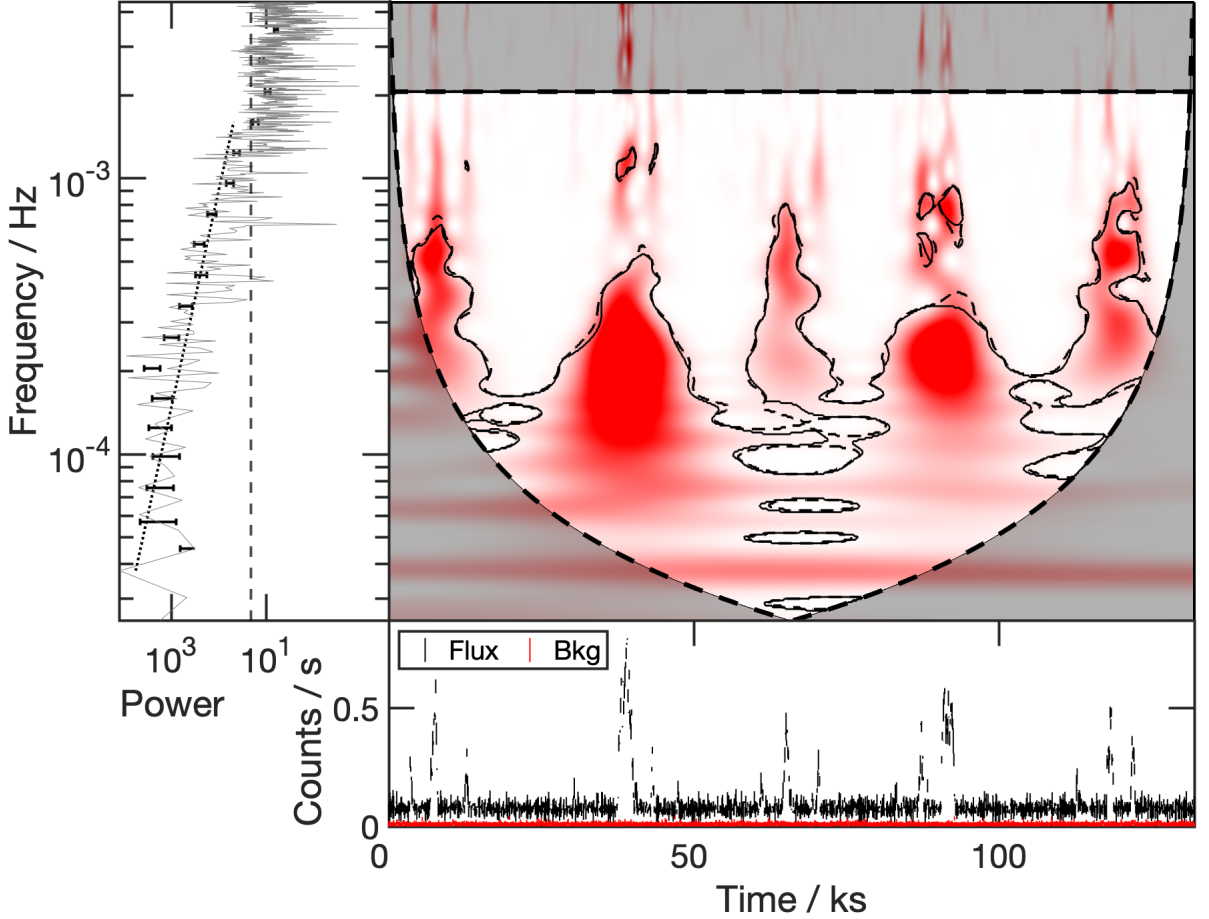 Frequency / Hz
10^-3
10^-4
10^3 10^1
Power
Flux Bkg
Counts / s
0.5
0
0 50 100
Time / ks